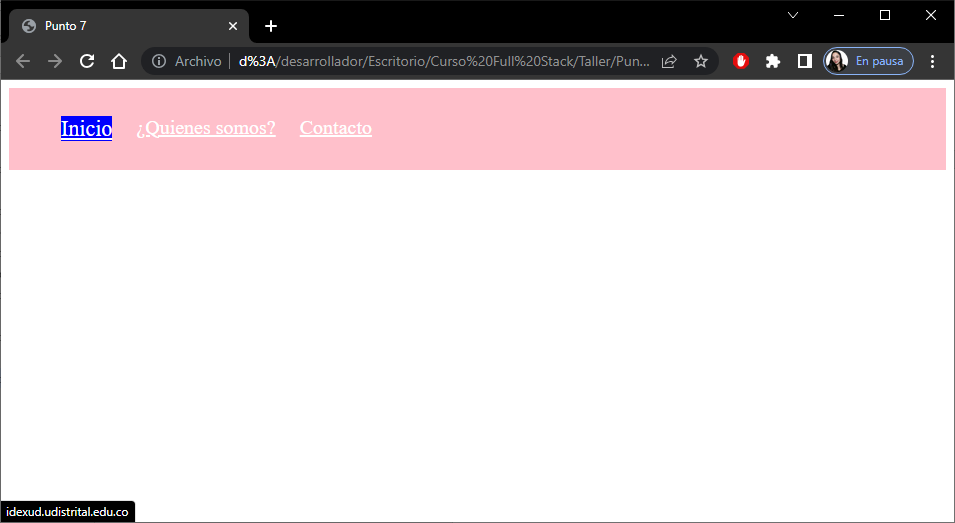 Punto 7
Archivo d%3A/desarrollador/Escritorio/Curso%20Full%20Stack/Taller/Pun... En pausa
Inicio ¿Quienes somos? Contacto
idexud.udistrital.edu.co